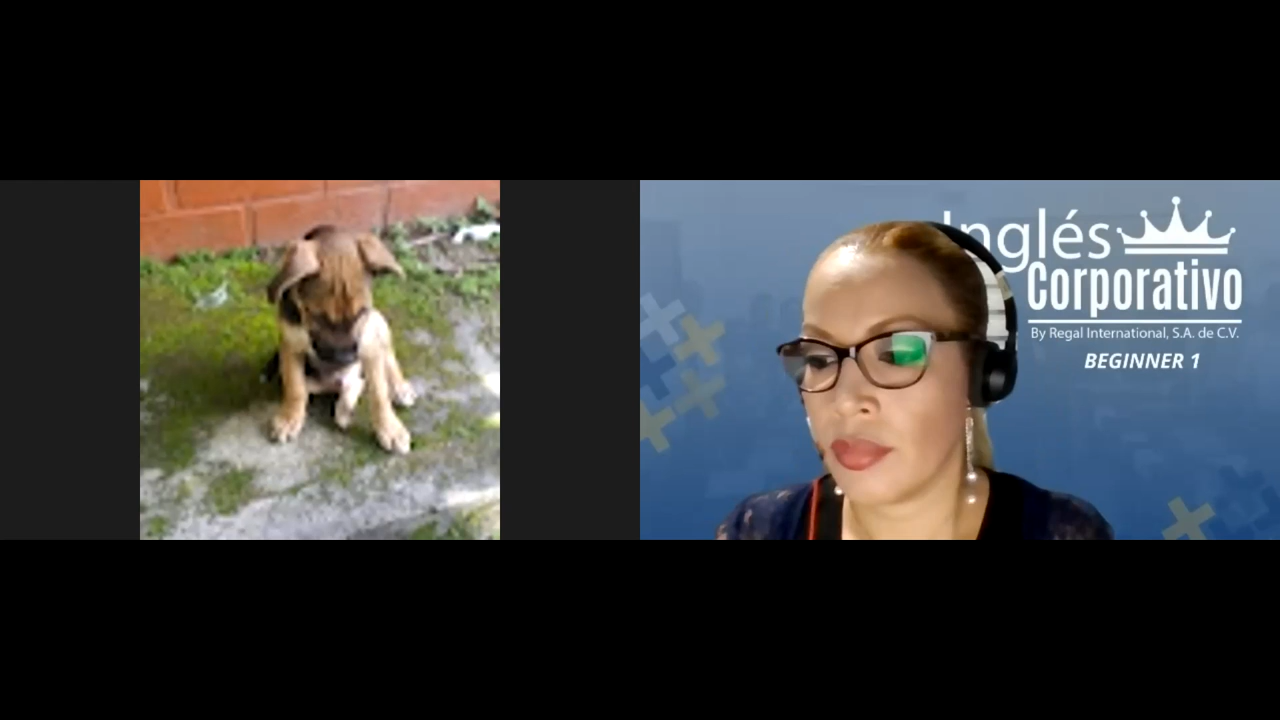 Inglés
Corporativo
By Regal International, S.A. de C.V.
BEGINNER 1